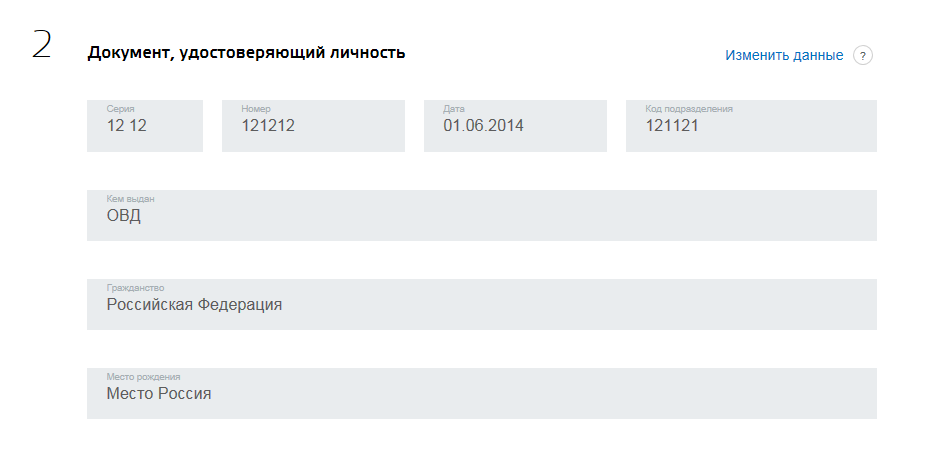 2
Документ, удостоверяющий личность
Изменить данные ?
Серия
12 12
Номер
121212
Дата
01.06.2014
Код подразделения
121121
Кем выдан
ОВД
Гражданство
Российская Федерация
Место рождения
Место Россия